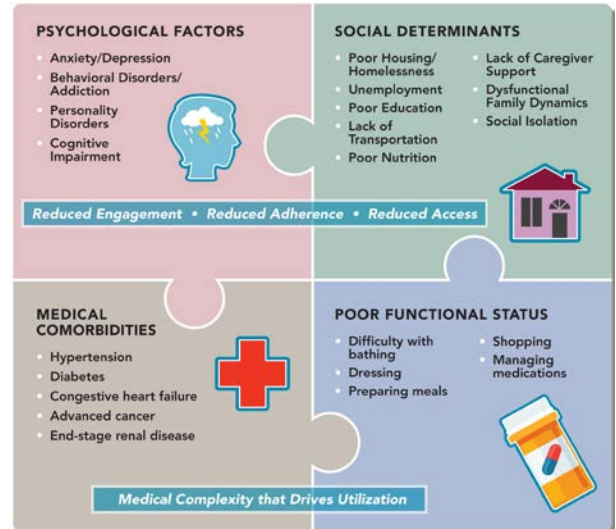 PSYCHOLOGICAL FACTORS
• Anxiety/Depression
• Behavioral Disorders/
Addiction
• Personality
Disorders
• Cognitive
Impairment
SOCIAL DETERMINANTS
• Poor Housing/
Homelessness
• Unemployment
• Poor Education
• Lack of
Transportation
• Poor Nutrition
• Lack of Caregiver
Support
• Dysfunctional
Family Dynamics
• Social Isolation
Reduced Engagement • Reduced Adherence • Reduced Access
MEDICAL
COMORBIDITIES
• Hypertension
• Diabetes
• Congestive heart failure
• Advanced cancer
• End-stage renal disease
POOR FUNCTIONAL STATUS
• Difficulty with
bathing
• Dressing
• Preparing meals
• Shopping
• Managing
medications
Medical Complexity that Drives Utilization